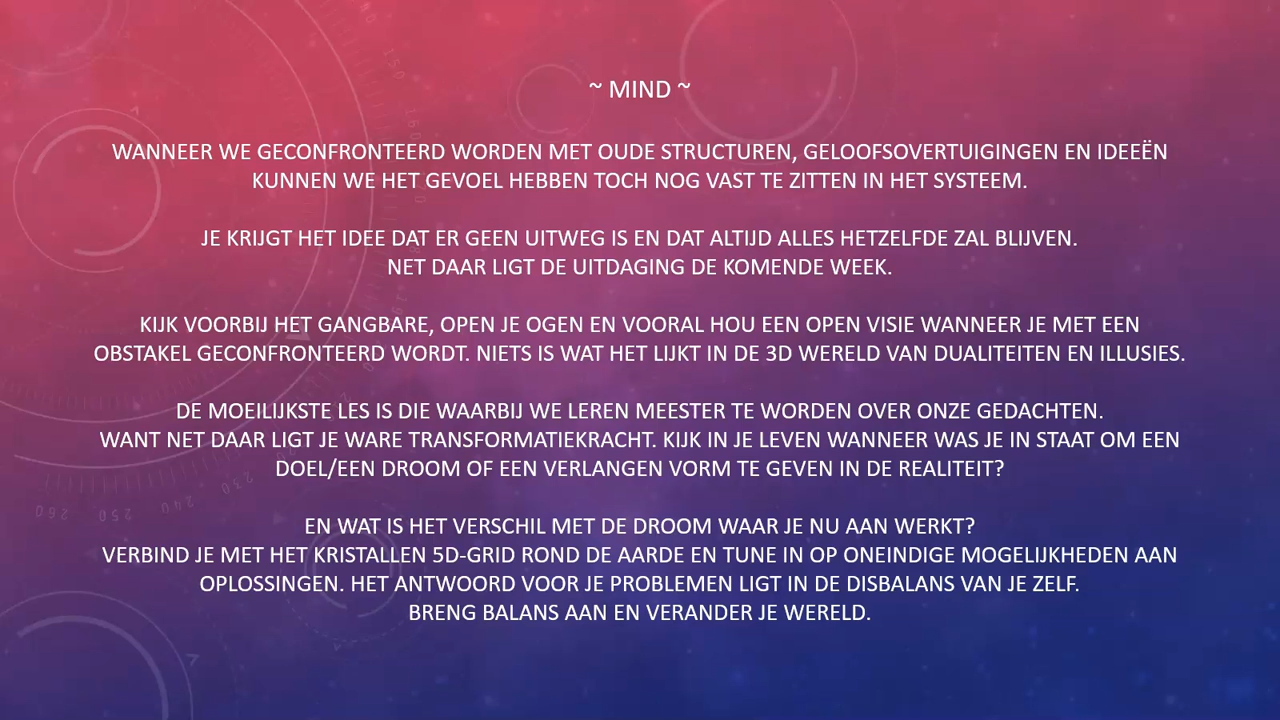 ~ MIND ~
WANNEER WE GECONFRONTEERD WORDEN MET OUDE STRUCTUREN, GELOOFSOVERTUIGINGEN EN IDEEËN
KUNNEN WE HET GEVOEL HEBBEN TOCH NOG VAST TE ZITTEN IN HET SYSTEEM.
JE KRIJGT HET IDEE DAT ER GEEN UITWEG IS EN DAT ALTIJD ALLES HETZELFDE ZAL BLIJVEN.
NET DAAR LIGT DE UITDAGING DE KOMENDE WEEK.
KIJK VOORBIJ HET GANGBARE, OPEN JE OGEN EN VOORAL HOU EEN OPEN VISIE WANNEER JE MET EEN
OBSTAKEL GECONFRONTEERD WORDT. NIETS IS WAT HET LIJKT IN DE 3D WERELD VAN DUALITEITEN EN ILLUSIES.
DE MOEILIJKSTE LES IS DIE WAARBIJ WE LEREN MEESTER TE WORDEN OVER ONZE GEDACHTEN.
WANT NET DAAR LIGT JE WARE TRANSFORMATIEKRACHT. KIJK IN JE LEVEN WANNEER WAS JE IN STAAT OM EEN
DOEL/EEN DROOM OF EEN VERLANGEN VORM TE GEVEN IN DE REALITEIT?
EN WAT IS HET VERSCHIL MET DE DROOM WAAR JE NU AAN WERKT?
VERBIND JE MET HET KRISTALLEN 5D-GRID ROND DE AARDE EN TUNE IN OP ONEINDIGE MOGELIJKHEDEN AAN
OPLOSSINGEN. HET ANTWOORD VOOR JE PROBLEMEN LIGT IN DE DISBALANS VAN JE ZELF.
BRENG BALANS AAN EN VERANDER JE WERELD.
260 250 240 230
150